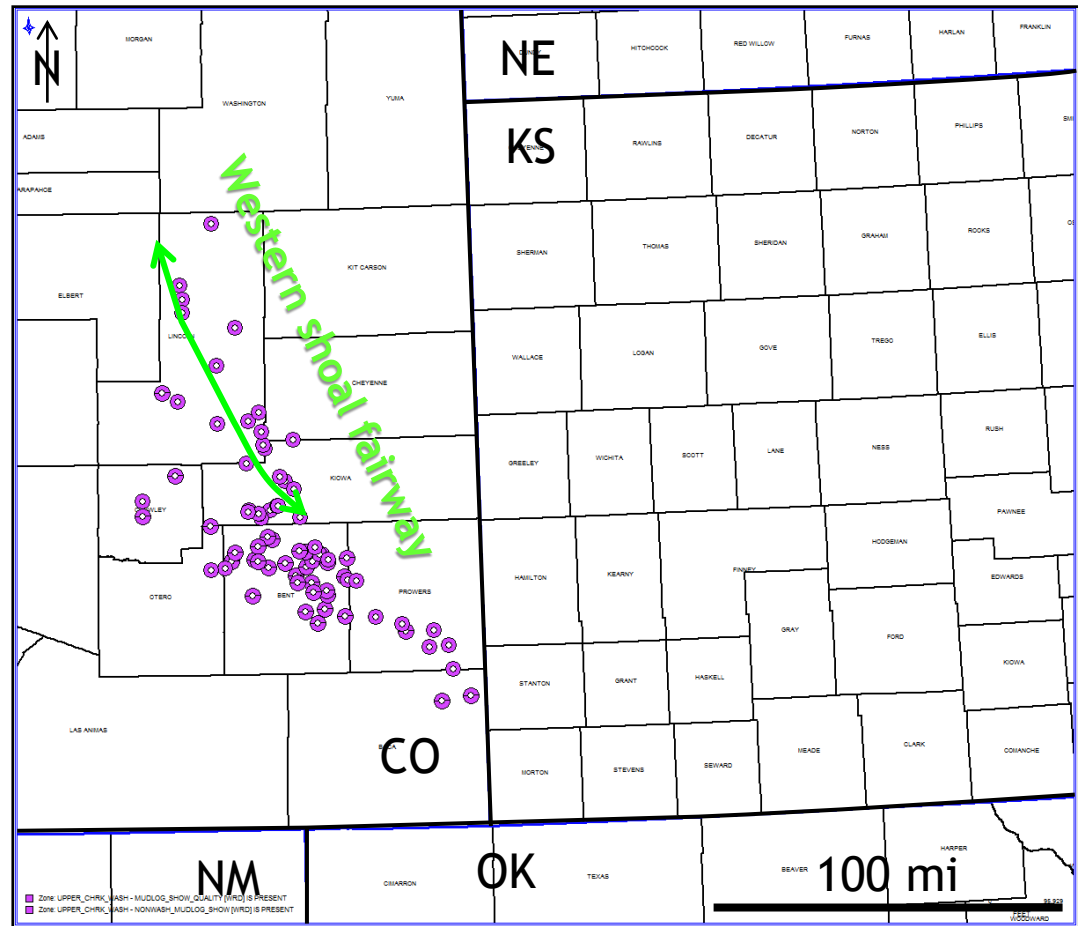 N
MORGAN
WASHINGTON
YUMA
ADAMS
ARAPAHOE
NE
HITCHCOCK
RED WILLOW
FURNAS
HARLAN
FRANKLIN
KS
RAWLINS
DECATUR
NORTON
PHILLIPS
SM
Western shoal fairway
ELBERT
LINCOLN
KIT CARSON
CHEYENNE
KIOWA
CROWLEY
OTERO
BENT
PROWERS
LAS ANIMAS
CO
SHERMAN
THOMAS
SHERIDAN
GRAHAM
ROOKS
WALLACE
LOGAN
GOVE
TREGO
ELLIS
GREELEY
WICHITA
SCOTT
LANE
NESS
RUSH
PAWNEE
HAMILTON
KEARNY
FINNEY
HODGEMAN
EDWARDS
GRAY
FORD
KIOWA
STANTON
GRANT
HASKELL
MORTON
STEVENS
SEWARD
MEADE
CLARK
COMANCHE
NM
CIMARRON
OK
TEXAS
BEAVER
HARPER
WOODWARD
100 mi
95,929
FEET
Zone: UPPER_CHRK_WASH - MUDLOG_SHOW_QUALITY [WRD] IS PRESENT
Zone: UPPER_CHRK_WASH - NONWASH_MUDLOG_SHOW [WRD] IS PRESENT